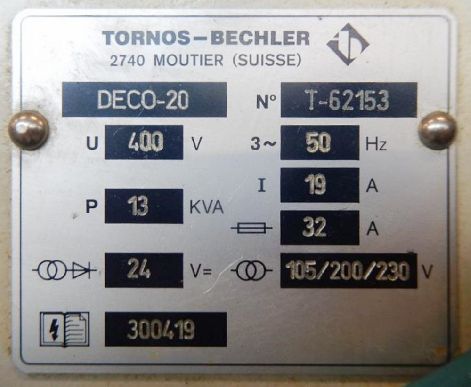 TORNOS-BECHLER
2740 MOUTIER (SUISSE)
DECO-20 Nº T-62153
U 400 V 3~ 50 Hz
I 19 A
P 13 KVA
32 A
24 V= 105/200/230 V
300419